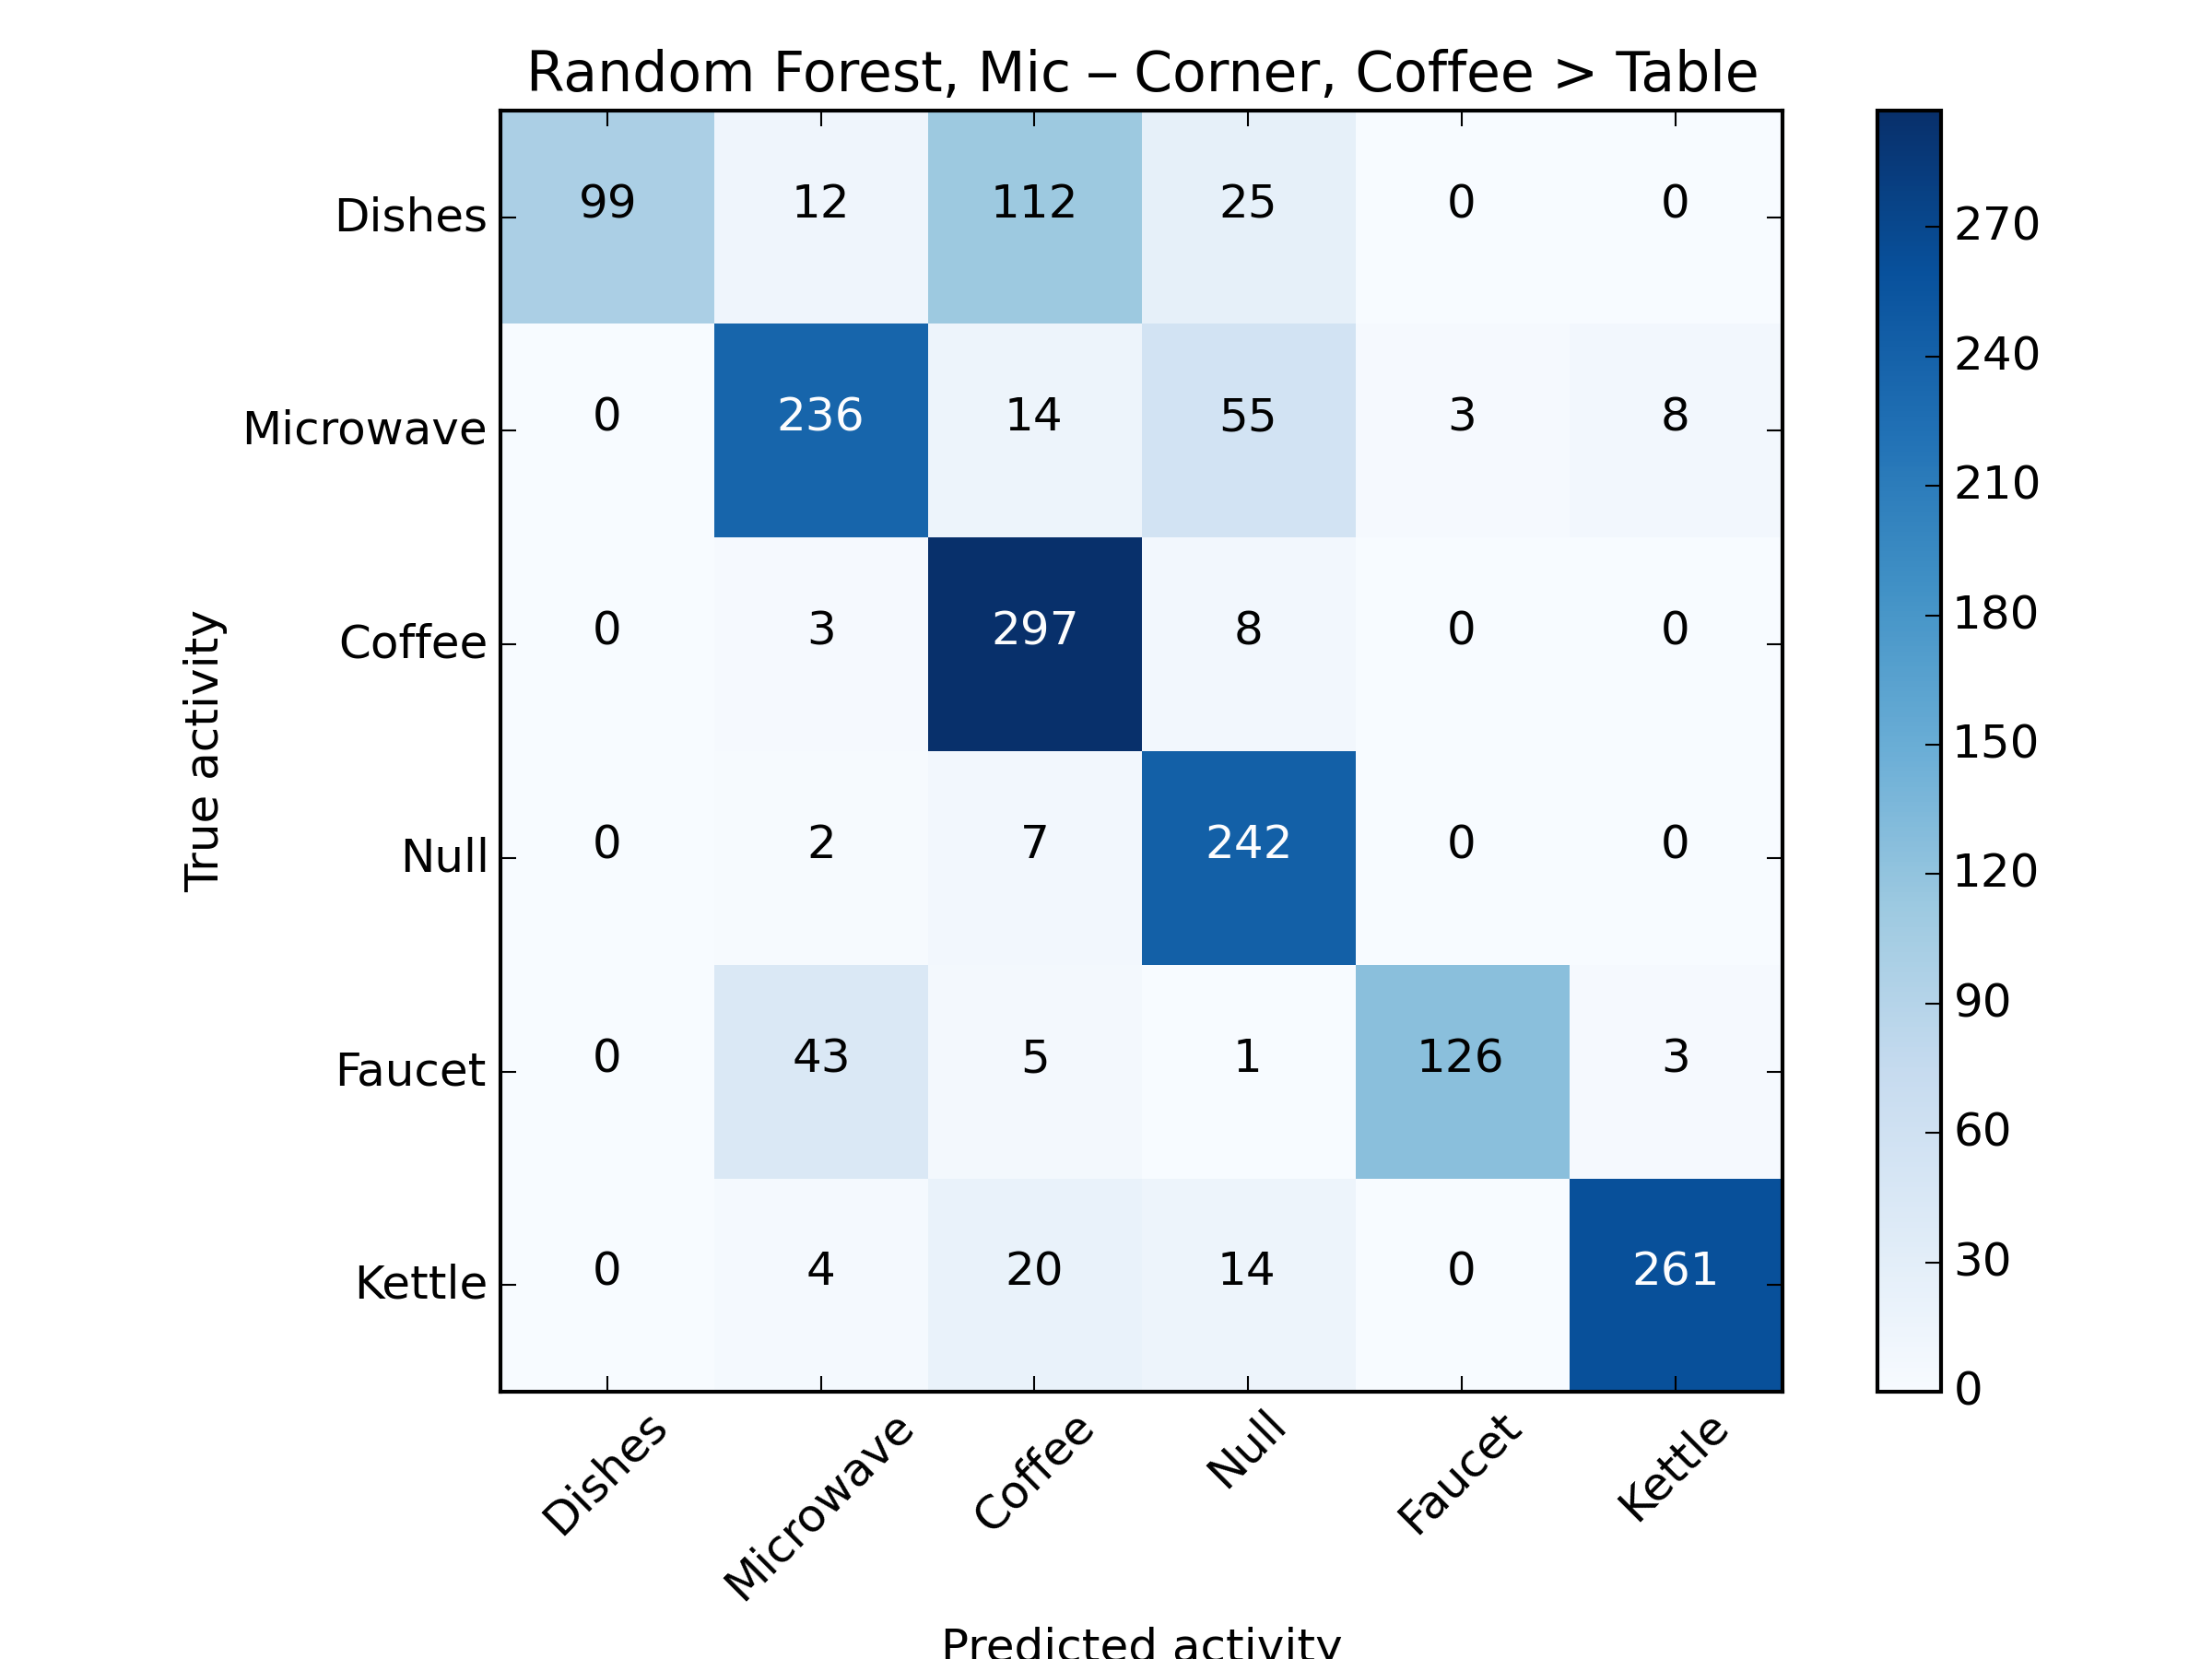 Random Forest, Mic – Corner, Coffee > Table
Dishes 99 12 112 25 0 0
Microwave 0 236 14 55 3 8
Coffee 0 3 297 8 0 0
Null 0 2 7 242 0 0
Faucet 0 43 5 1 126 3
Kettle 0 4 20 14 0 261
True activity
Dishes Microwave Coffee Null Faucet Kettle
Predicted activity
270
240
210
180
150
120
90
60
30
0